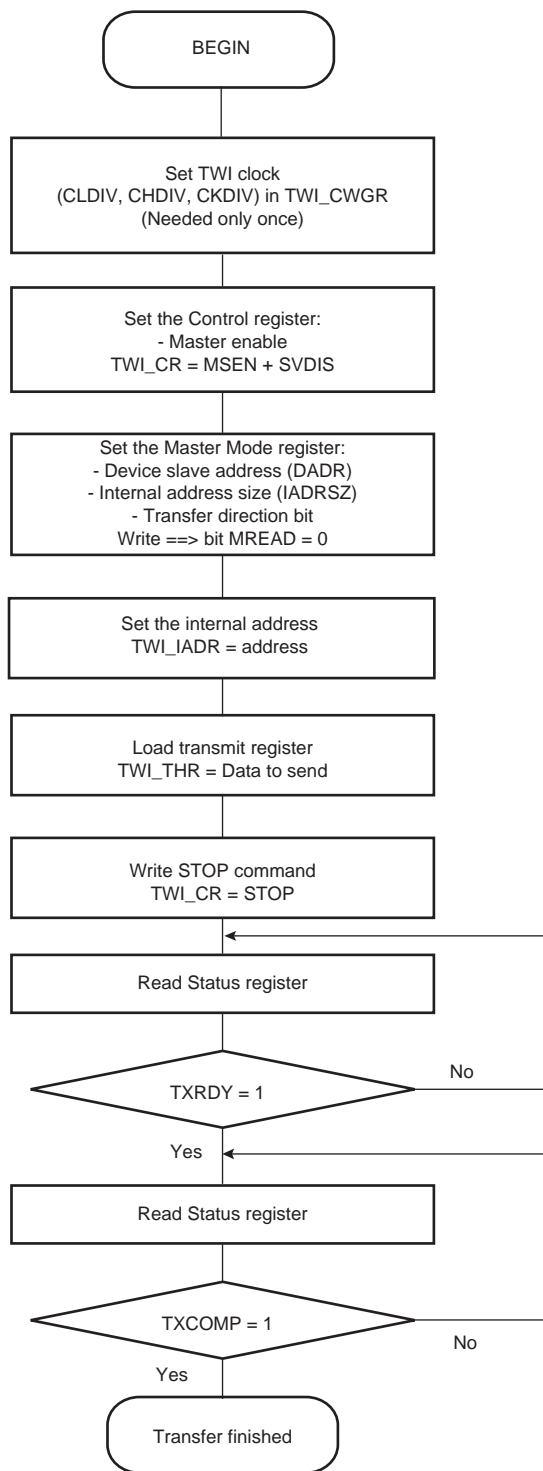 BEGIN
Set TWI clock
(CLDIV, CHDIV, CKDIV) in TWI_CWGR
(Needed only once)
Set the Control register:
- Master enable
TWI_CR = MSEN + SVDIS
Set the Master Mode register:
- Device slave address (DADR)
- Internal address size (IADRSZ)
- Transfer direction bit
Write ==> bit MREAD = 0
Set the internal address
TWI_IADR = address
Load transmit register
TWI_THR = Data to send
Write STOP command
TWI_CR = STOP
Read Status register
TXRDY = 1
No
Yes
Read Status register
TXCOMP = 1
No
Yes
Transfer finished